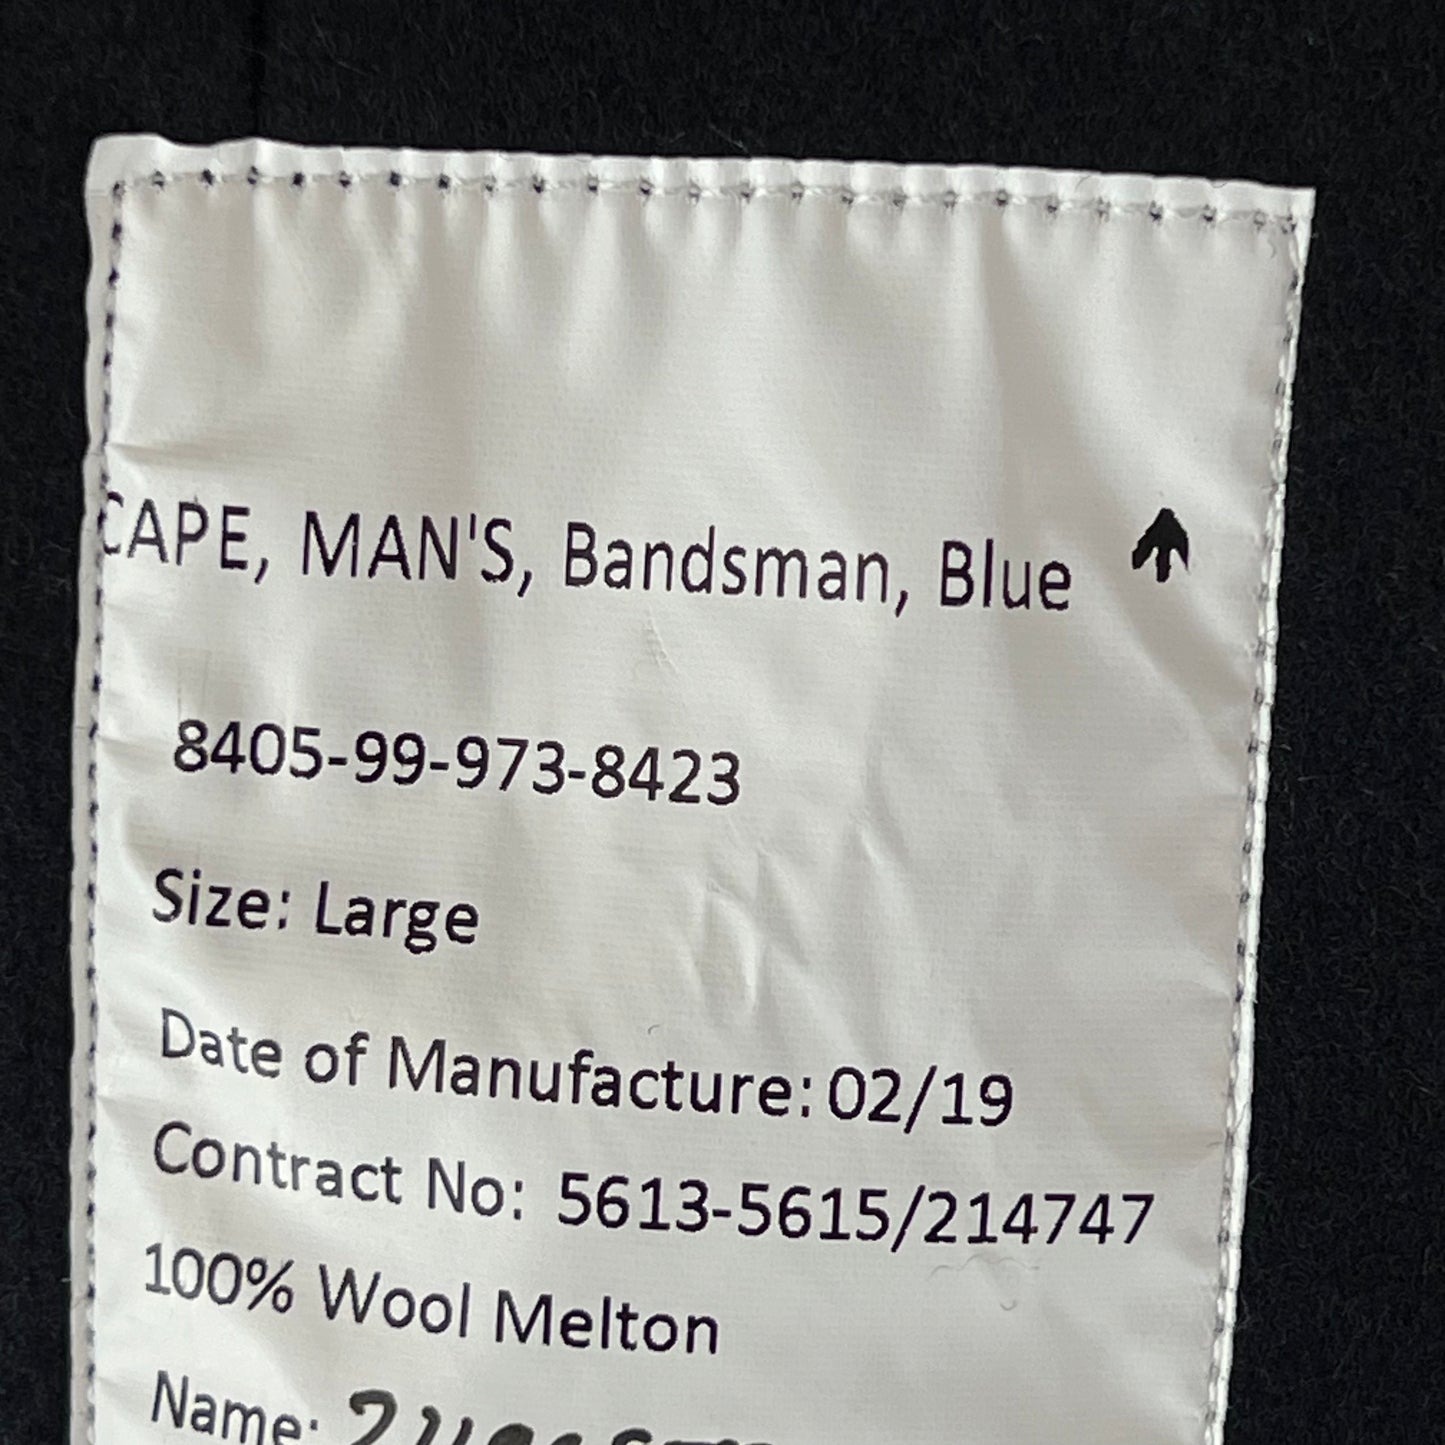 CAPE, MAN'S, Bandsman, Blue
8405-99-973-8423
Size: Large
Date of Manufacture: 02/19
Contract No: 5613-5615/214747
100% Wool Melton
Name: